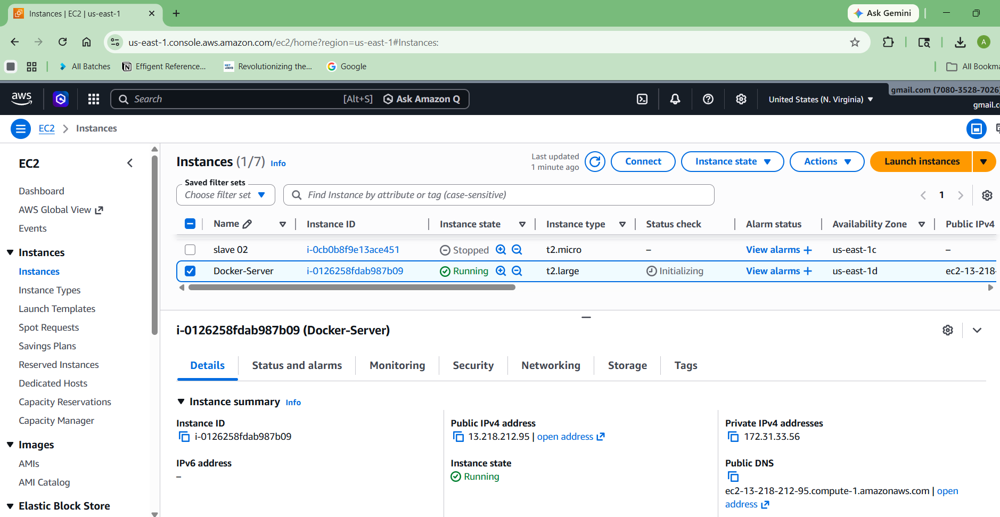 Instances | EC2 | us-east-1
Ask Gemini
us-east-1.console.aws.amazon.com/ec2/home?region=us-east-1#Instances:
A
All Batches
Effigent Reference...
Revolutionizing the...
Google
All Bookma
aws
Search
[Alt+S]
Ask Amazon Q
United States (N. Virginia)
gmail.com (7080-3528-7026)
gmail.c
EC2
Instances
EC2
Dashboard
AWS Global View
Events
Instances
Instances
Instance Types
Launch Templates
Spot Requests
Savings Plans
Reserved Instances
Dedicated Hosts
Capacity Reservations
Capacity Manager
Images
AMIs
AMI Catalog
Elastic Block Store
Instances (1/7) Info
Last updated
1 minute ago
Connect
Instance state
Actions
Launch instances
Saved filter sets
Choose filter set
Find Instance by attribute or tag (case-sensitive)
1
Name Instance ID Instance state Instance type Status check Alarm status Availability Zone Public IPv4
slave 02 i-0cb0b8f9e13ace451 Stopped t2.micro – View alarms + us-east-1c –
Docker-Server i-0126258fdab987b09 Running t2.large Initializing View alarms + us-east-1d ec2-13-218-
i-0126258fdab987b09 (Docker-Server)
Details Status and alarms Monitoring Security Networking Storage Tags
Instance summary Info
Instance ID
i-0126258fdab987b09
Public IPv4 address
13.218.212.95 | open address
Private IPv4 addresses
172.31.33.56
IPv6 address
–
Instance state
Running
Public DNS
ec2-13-218-212-95.compute-1.amazonaws.com | open
address